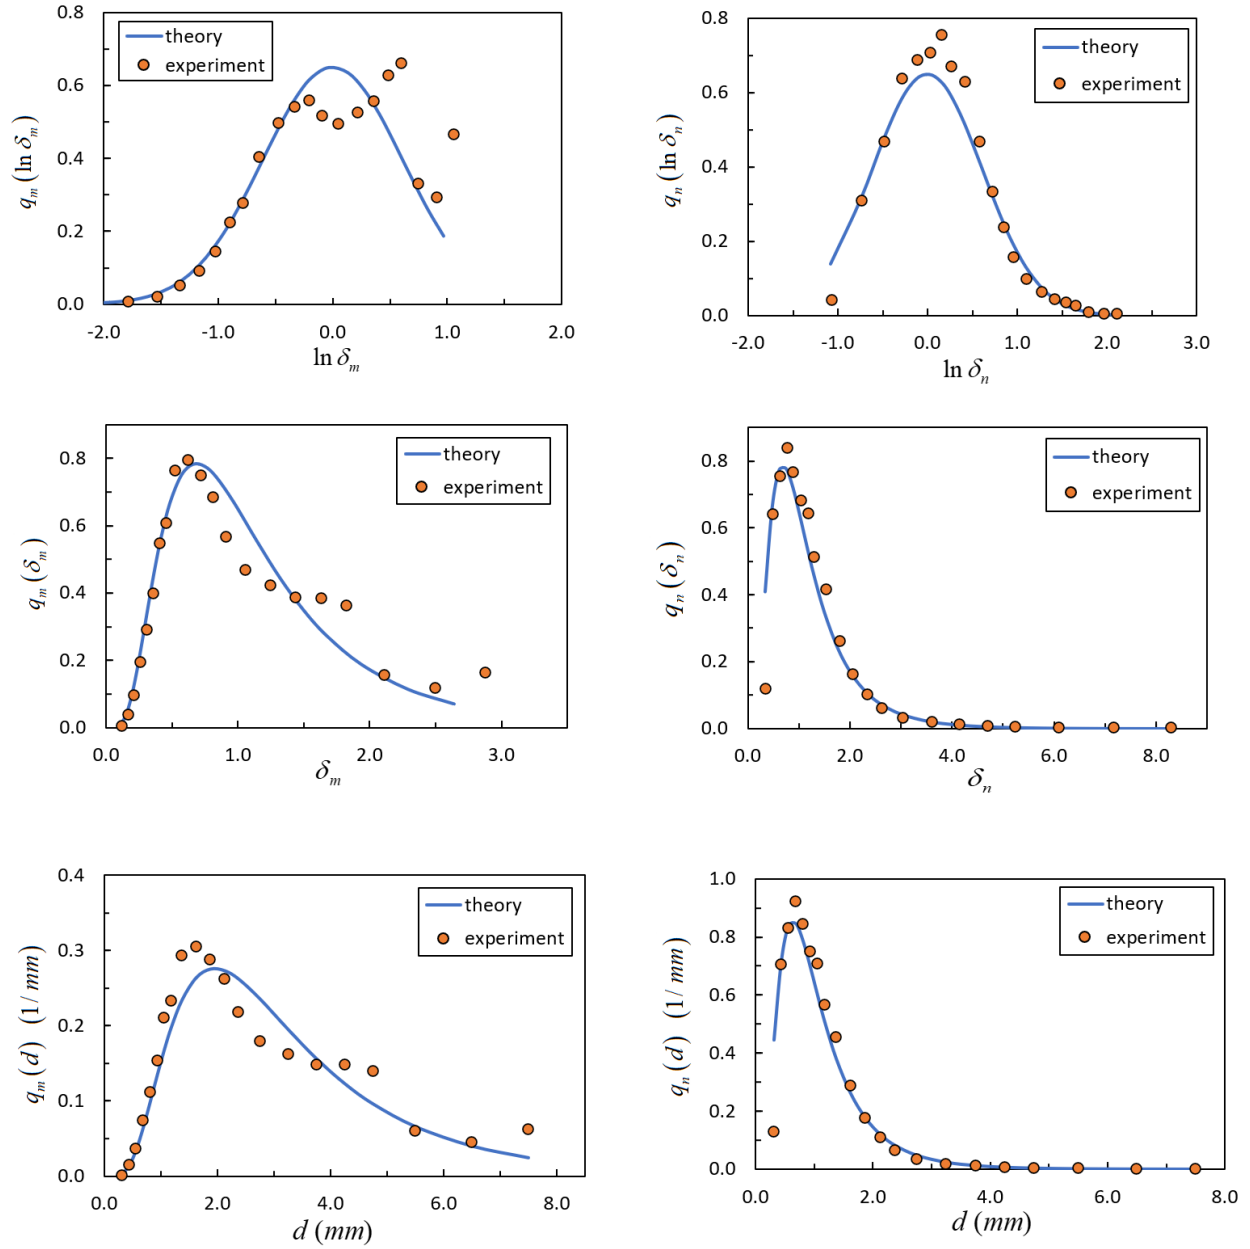 0.8
theory
experiment
0.6
0.4
0.2
0.0
-2.0 -1.0 0.0 1.0 2.0
q_m (ln δ_m)
ln δ_m
0.8
theory
experiment
0.6
0.4
0.2
0.0
-2.0 -1.0 0.0 1.0 2.0 3.0
q_n (ln δ_n)
ln δ_n
0.8
theory
experiment
0.6
0.4
0.2
0.0
0.0 1.0 2.0 3.0
q_m (δ_m)
δ_m
0.8
theory
experiment
0.6
0.4
0.2
0.0
0.0 2.0 4.0 6.0 8.0
q_n (δ_n)
δ_n
0.4
theory
experiment
0.3
0.2
0.1
0.0
0.0 2.0 4.0 6.0 8.0
q_m (d) (1/ mm)
d (mm)
1.0
theory
experiment
0.8
0.6
0.4
0.2
0.0
0.0 2.0 4.0 6.0 8.0
q_n (d) (1/ mm)
d (mm)